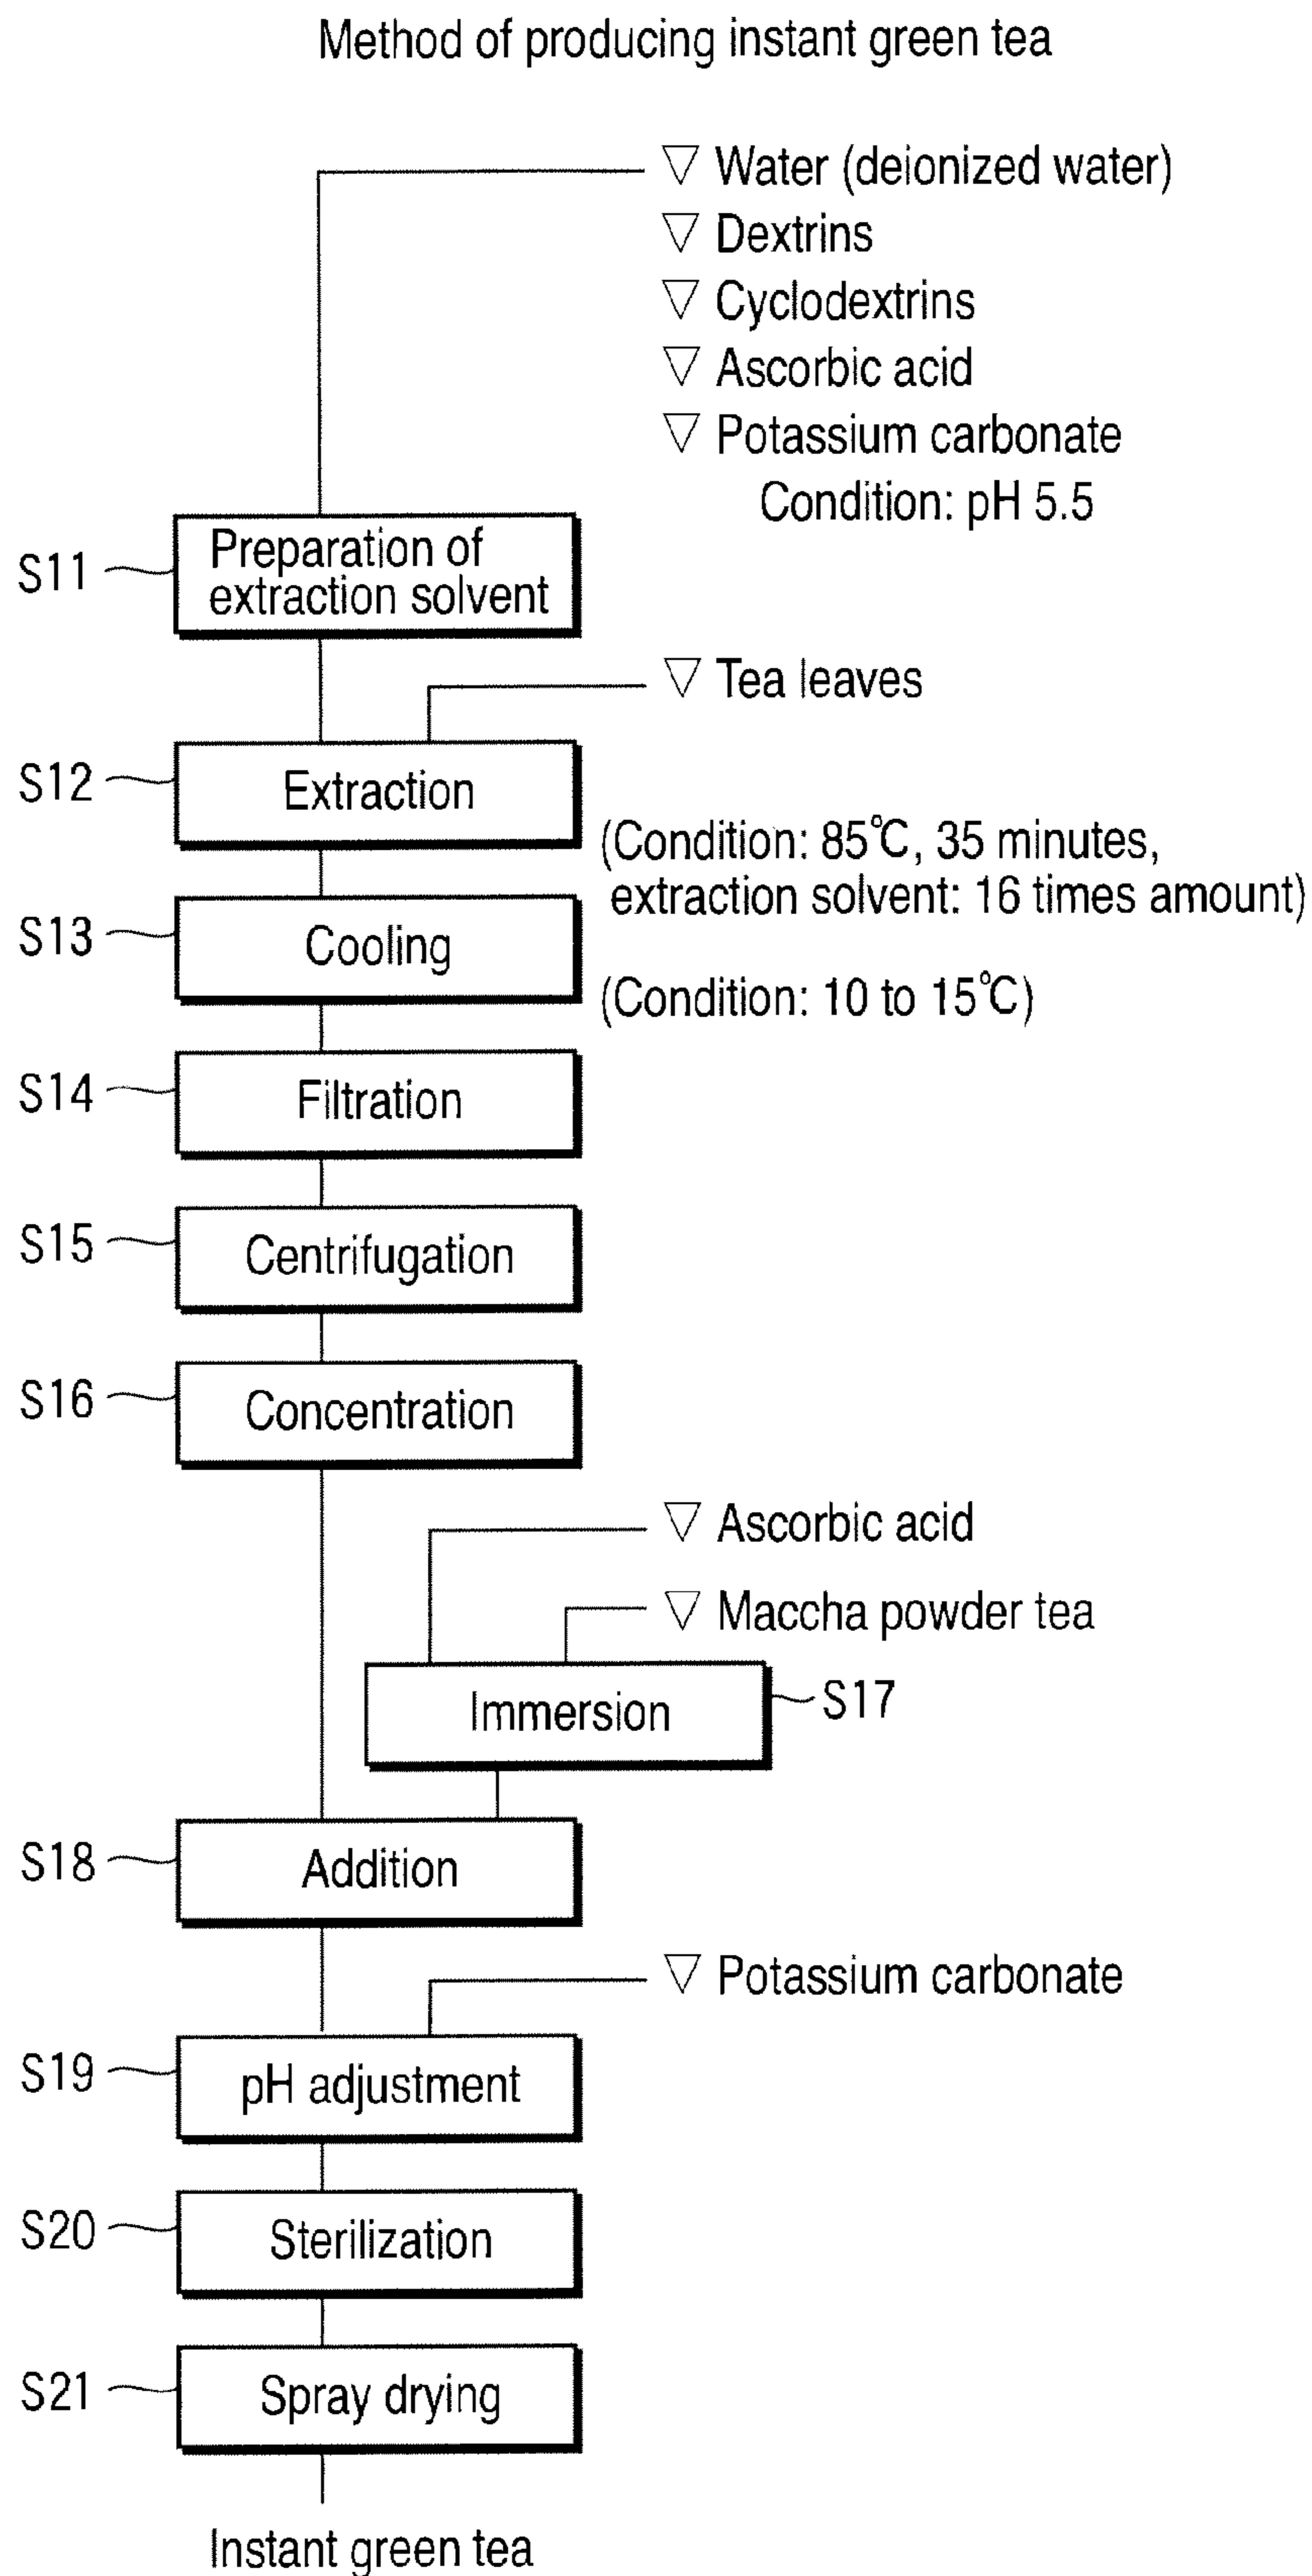 Method of producing instant green tea
▽ Water (deionized water)
▽ Dextrins
▽ Cyclodextrins
▽ Ascorbic acid
▽ Potassium carbonate
Condition: pH 5.5
S11
Preparation of
extraction solvent
▽ Tea leaves
S12
Extraction
(Condition: 85℃, 35 minutes,
extraction solvent: 16 times amount)
S13
Cooling
(Condition: 10 to 15℃)
S14
Filtration
S15
Centrifugation
S16
Concentration
▽ Ascorbic acid
▽ Maccha powder tea
Immersion
S17
S18
Addition
▽ Potassium carbonate
S19
pH adjustment
S20
Sterilization
S21
Spray drying
Instant green tea